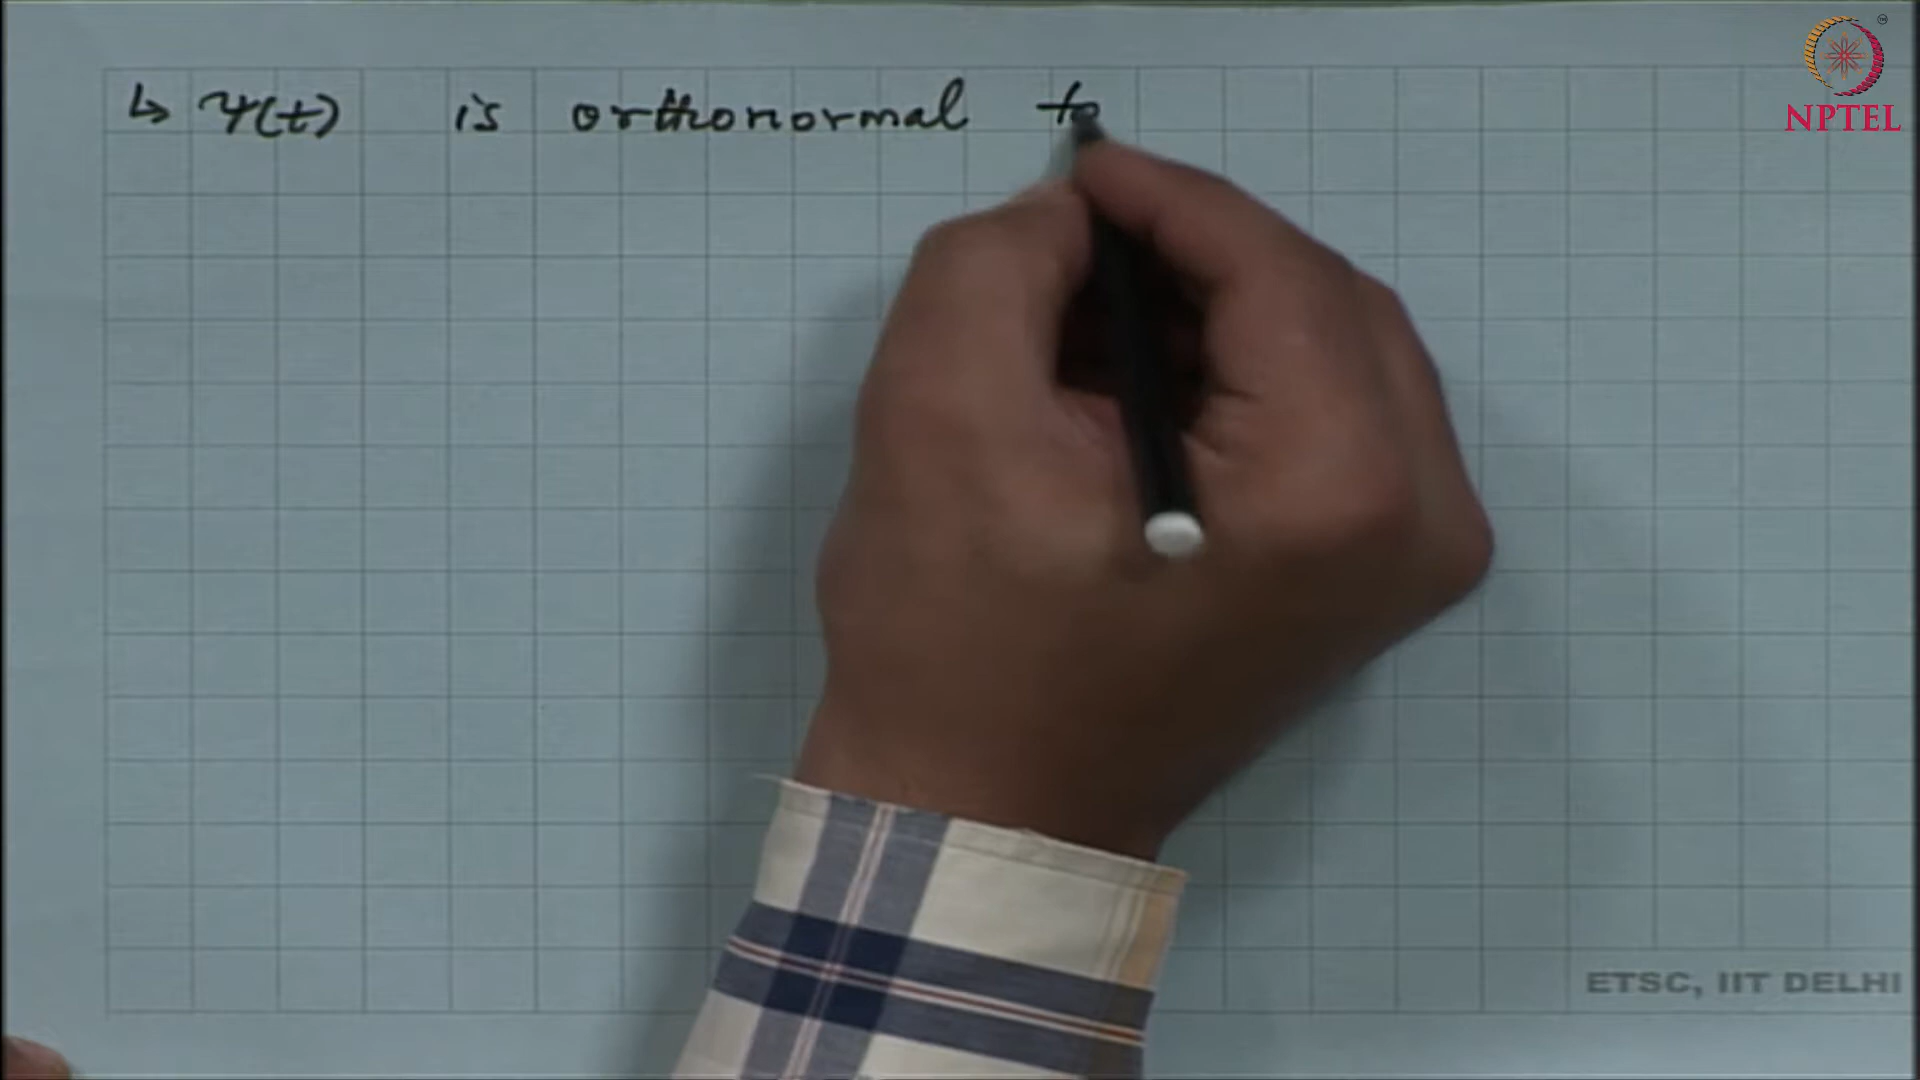 ↳ ψ(t) is orthonormal to
NPTEL
ETSC, IIT DELHI